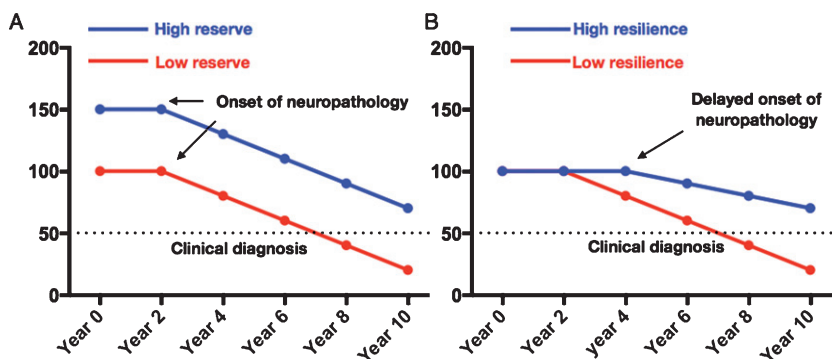 A
High reserve
Low reserve
200
150
100
50
0
Onset of neuropathology
Clinical diagnosis
Year 0
Year 2
Year 4
Year 6
Year 8
Year 10
B
High resilience
Low resilience
200
150
100
50
0
Delayed onset of
neuropathology
Clinical diagnosis
Year 0
Year 2
year 4
Year 6
Year 8
Year 10